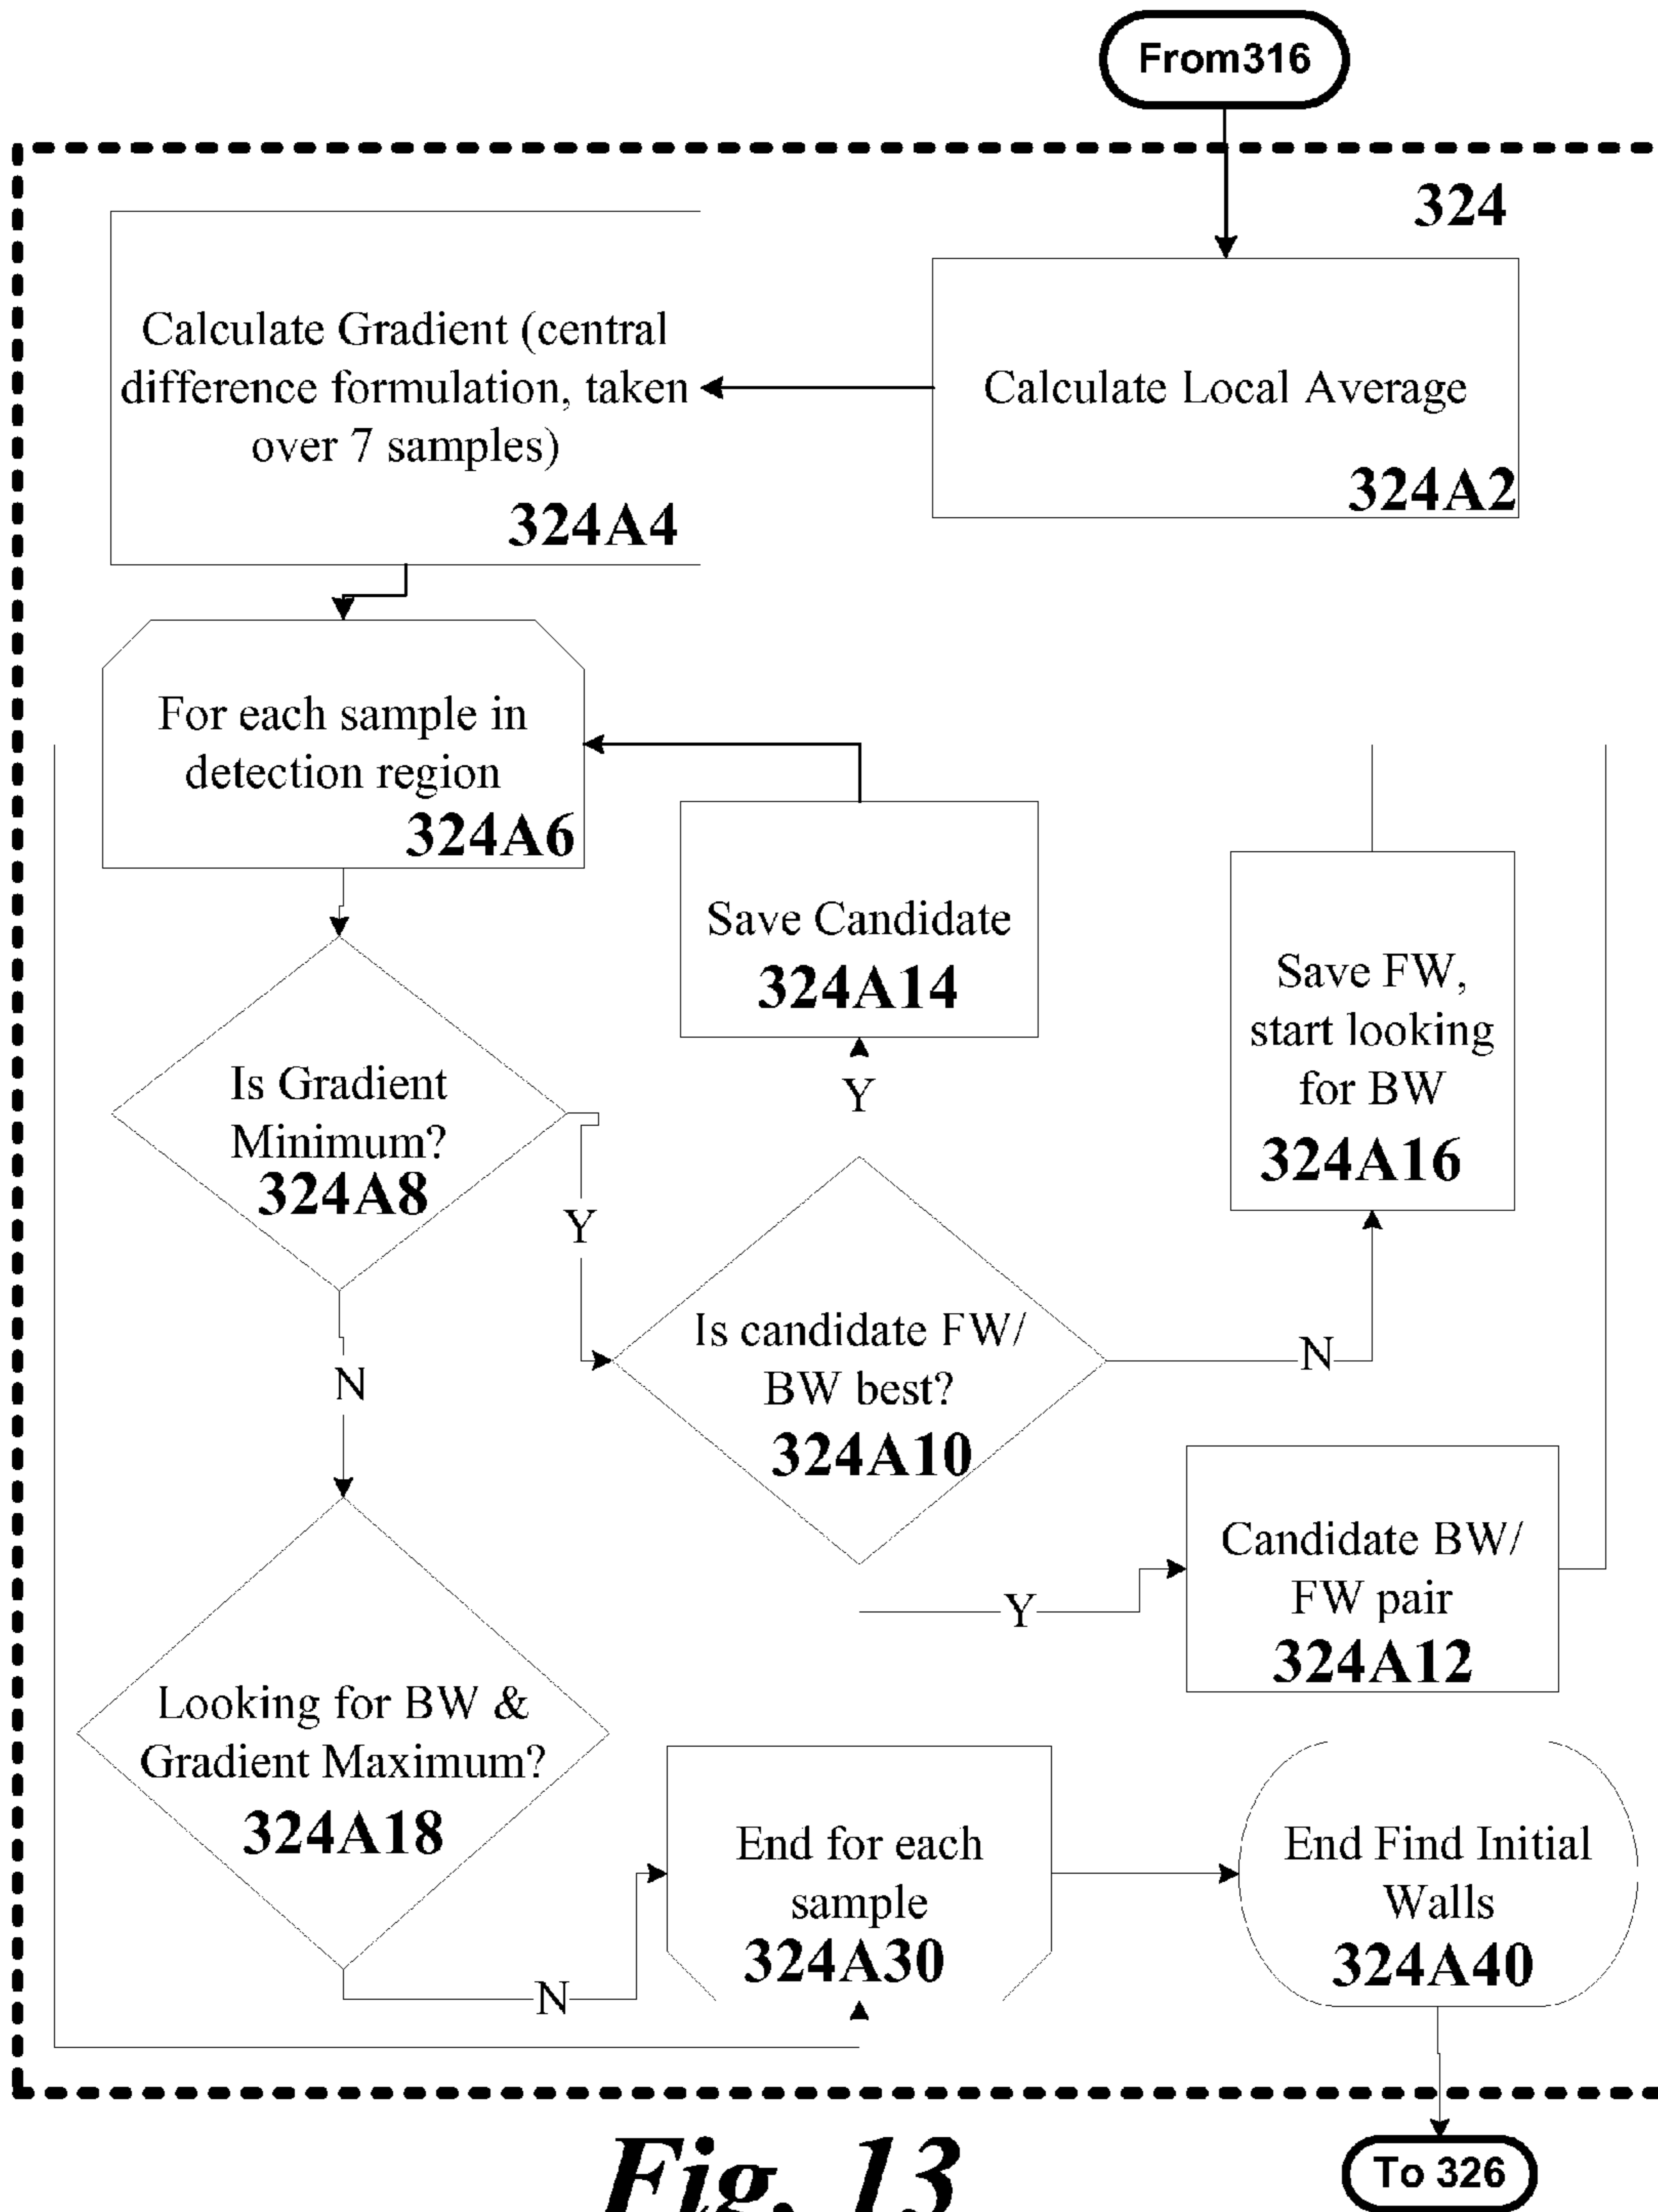 From316
324
Calculate Gradient (central
difference formulation, taken
over 7 samples)
324A4
Calculate Local Average
324A2
For each sample in
detection region
324A6
Save Candidate
324A14
Save FW,
start looking
for BW
324A16
Is Gradient
Minimum?
324A8
Y
Y
Is candidate FW/
BW best?
324A10
N
N
Candidate BW/
FW pair
324A12
Y
Looking for BW &
Gradient Maximum?
324A18
End for each
sample
324A30
End Find Initial
Walls
324A40
N
To 326
Fig. 13